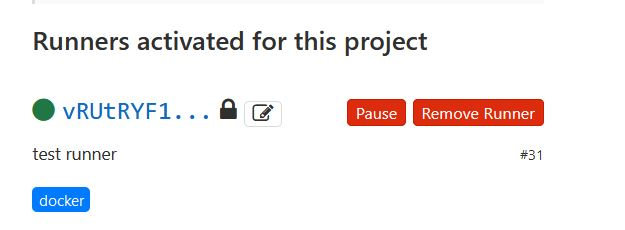 Runners activated for this project
vRUtRYF1... Pause Remove Runner
test runner #31
docker